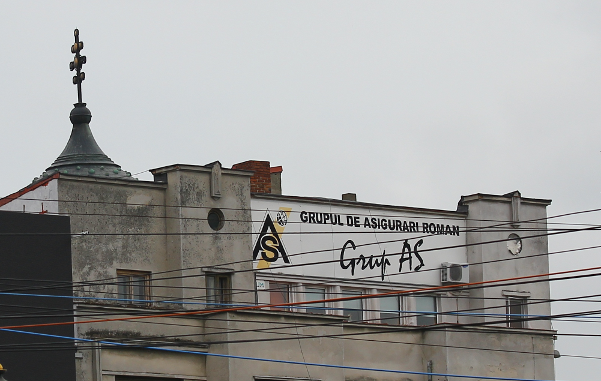 AS
GRUPUL DE ASIGURARI ROMAN
Grup AS